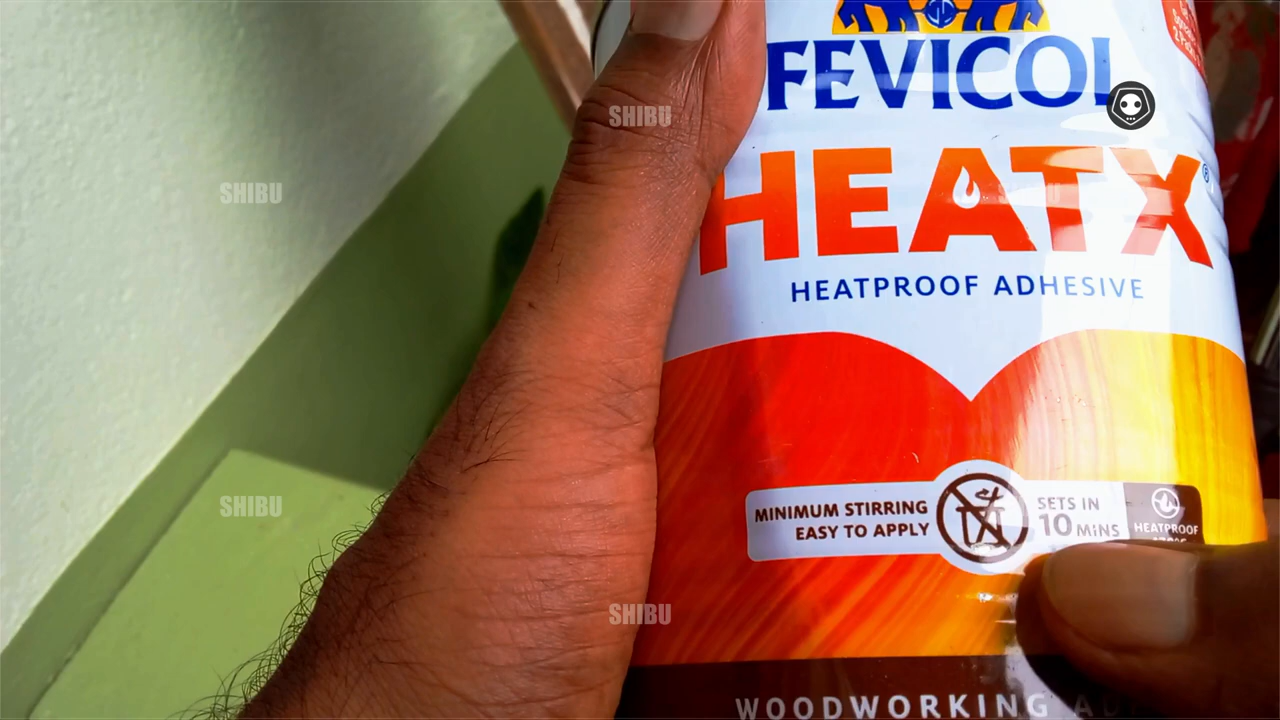 FEVICOL
SHIBU
HEATX®
SHIBU
HEATPROOF ADHESIVE
MINIMUM STIRRING
EASY TO APPLY
SETS IN
10 MINS
HEATPROOF
SHIBU
SHIBU
WOODWORKING